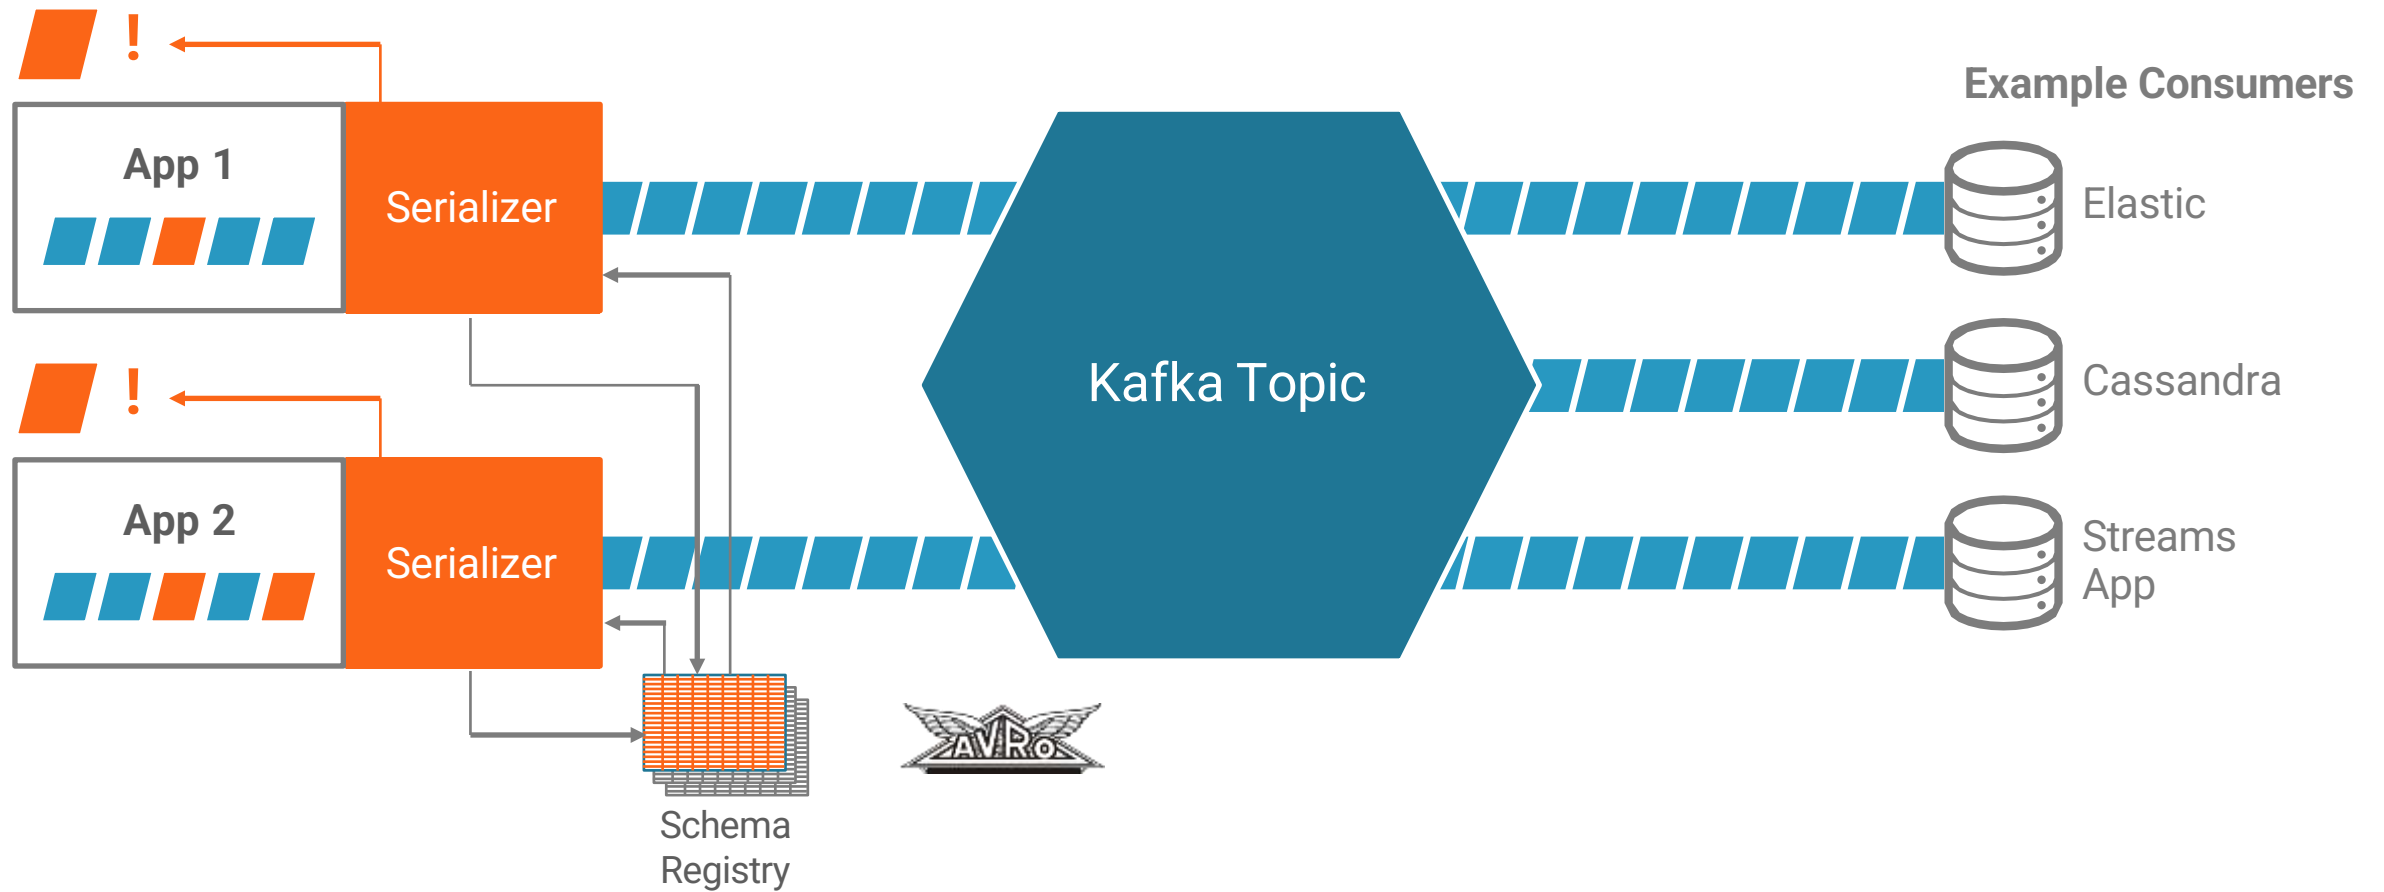 !
Example Consumers
App 1
Serializer
Elastic
Kafka Topic
Cassandra
!
App 2
Serializer
Streams
App
AVRO
Schema
Registry